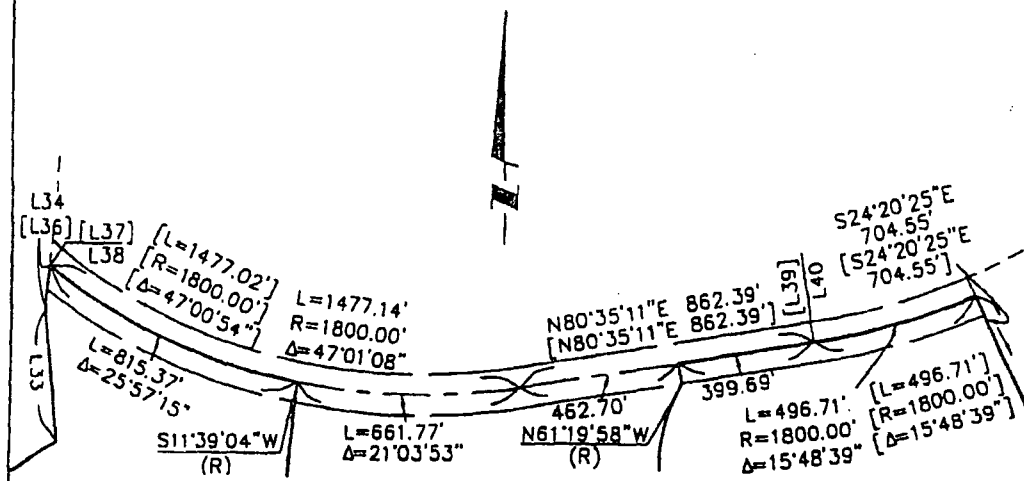 L34
[L36]
[L37]
L38
[L=1477.02']
[R=1800.00']
[Δ=47°00'54"]
L=1477.14'
R=1800.00'
Δ=47°01'08"
L33
L=815.37'
Δ=25°57'15"
S11°39'04"W
(R)
L=661.77'
Δ=21°03'53"
N80°35'11"E 862.39'
[N80°35'11"E 862.39']
[L39]
L40
S24°20'25"E
704.55'
[S24°20'25"E
704.55']
462.70'
N61°19'58"W
(R)
399.69'
L=496.71'
R=1800.00'
Δ=15°48'39"
[L=496.71']
[R=1800.00']
[Δ=15°48'39"]